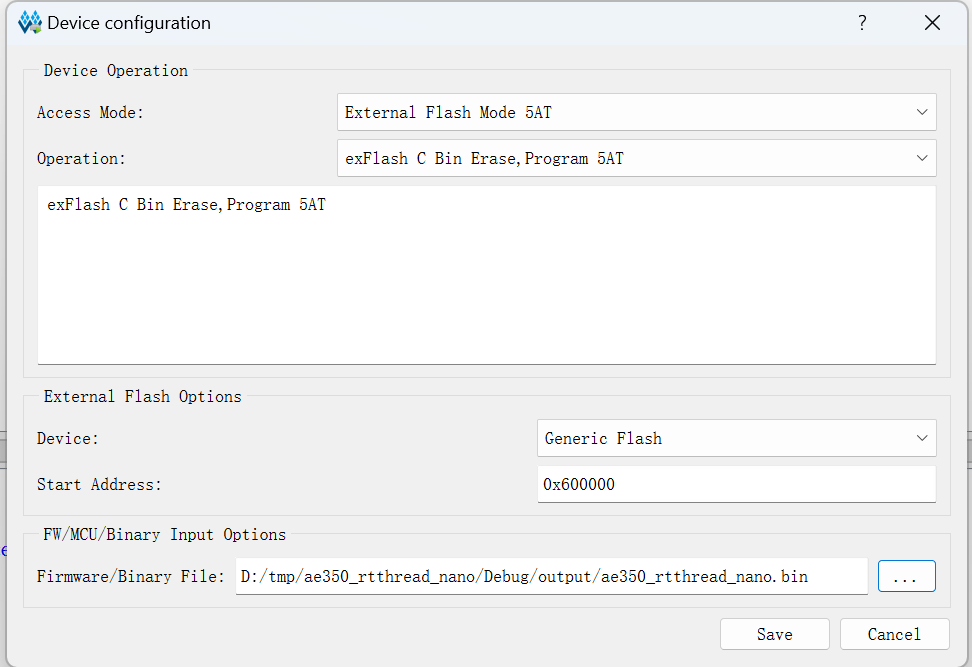 Device configuration
?
Device Operation
Access Mode: External Flash Mode 5AT
Operation: exFlash C Bin Erase,Program 5AT
exFlash C Bin Erase,Program 5AT
External Flash Options
Device: Generic Flash
Start Address: 0x600000
FW/MCU/Binary Input Options
Firmware/Binary File: D:/tmp/ae350_rtthread_nano/Debug/output/ae350_rtthread_nano.bin ...
Save Cancel